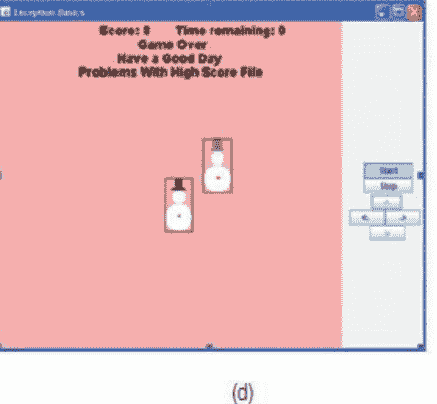 Score: 8 Time remaining: 0
Game Over
Have a Good Day
Problems With High Score File
Start
Stop
(d)